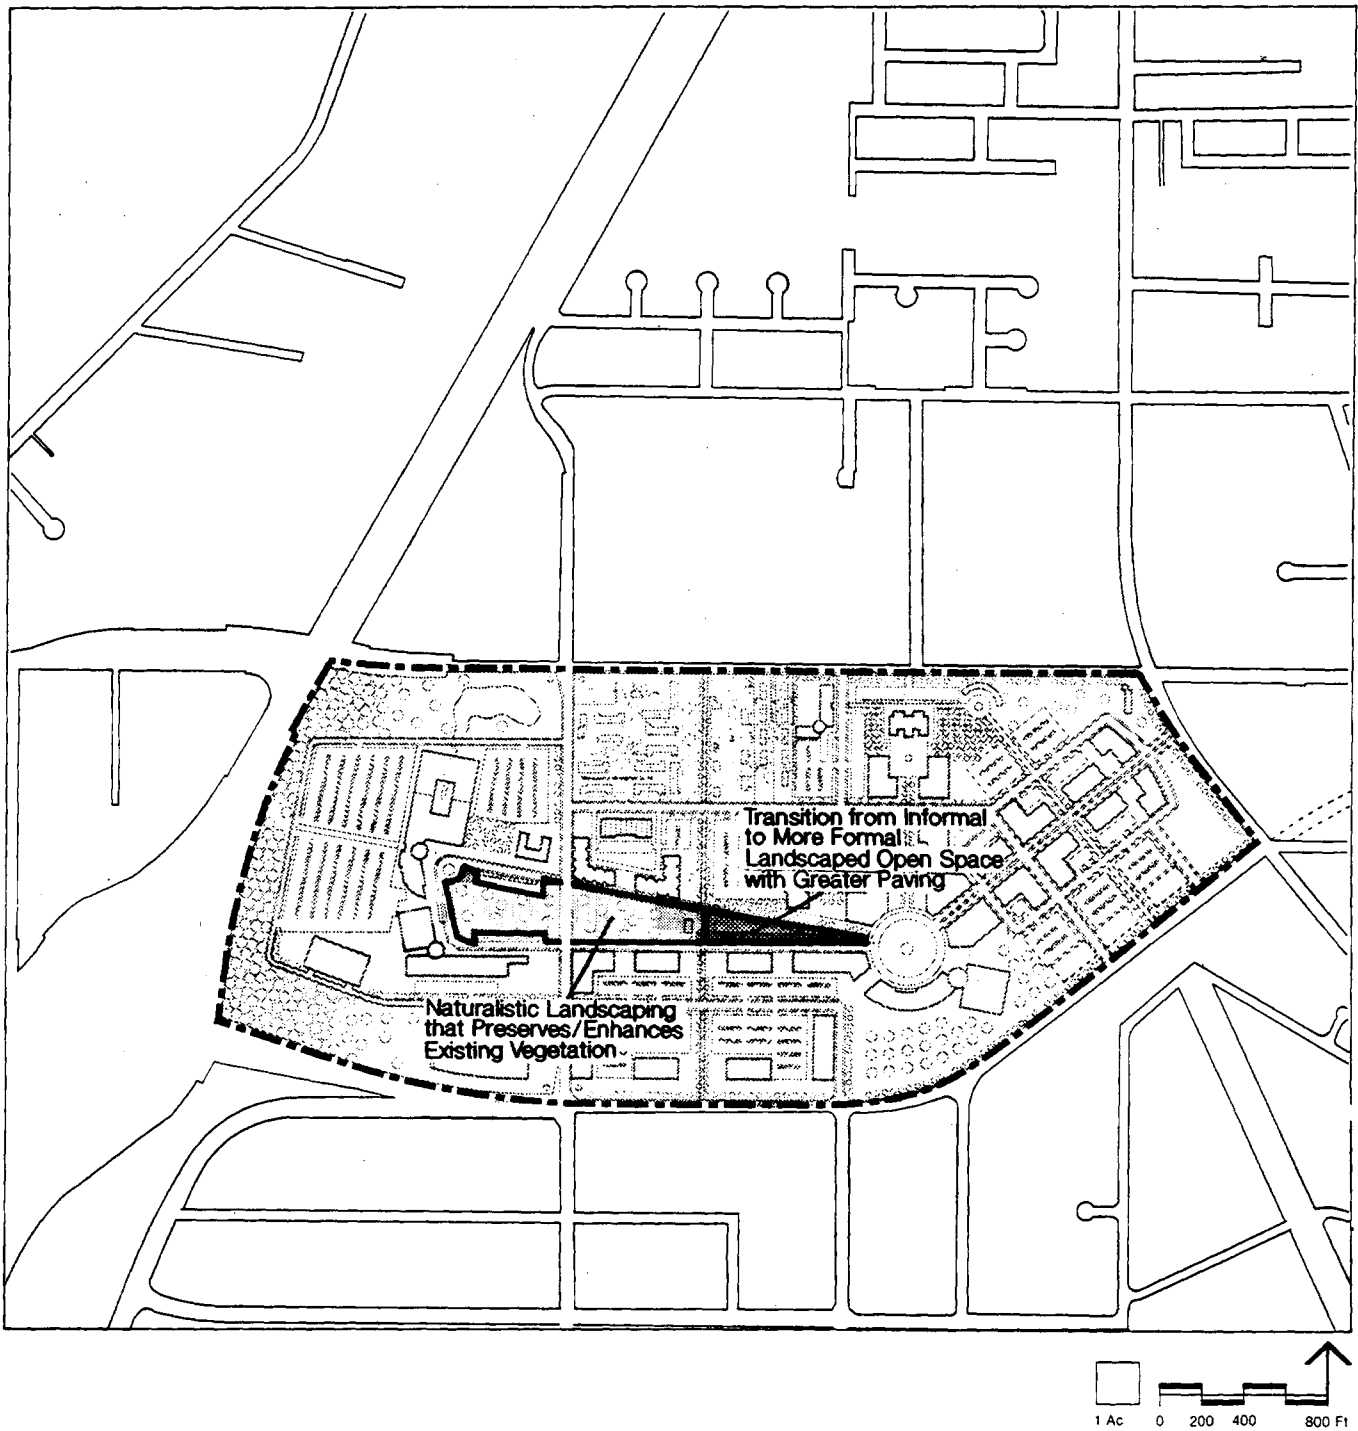 Transition from Informal
to More Formal
Landscaped Open Space
with Greater Paving
Naturalistic Landscaping
that Preserves/Enhances
Existing Vegetation
1 Ac
0 200 400 800 Ft